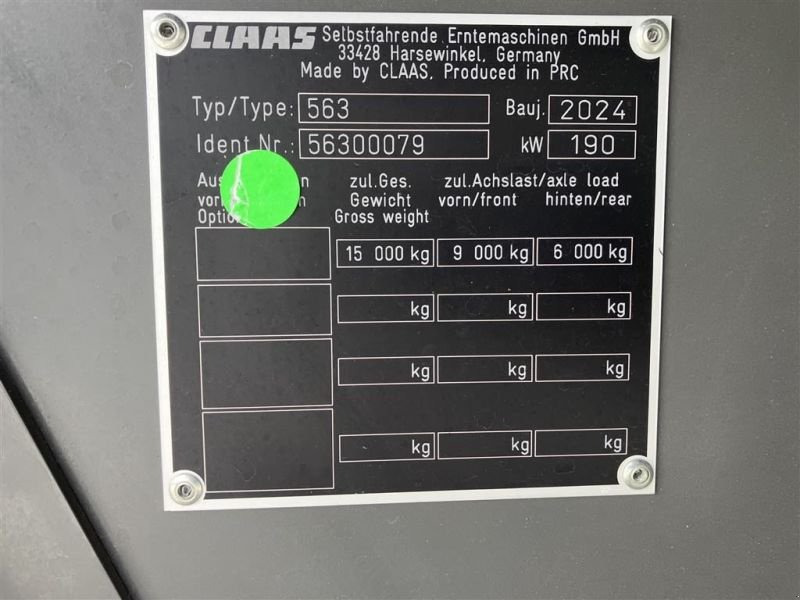 CLAAS Selbstfahrende Erntemaschinen GmbH
33428 Harsewinkel, Germany
Made by CLAAS, Produced in PRC
Typ/Type: 563 Bauj. 2024
Ident Nr.: 56300079 kW 190
zul.Ges. zul.Achslast/axle load
Gewicht vorn/front hinten/rear
Gross weight
15 000 kg 9 000 kg 6 000 kg
kg kg kg
kg kg kg
kg kg kg